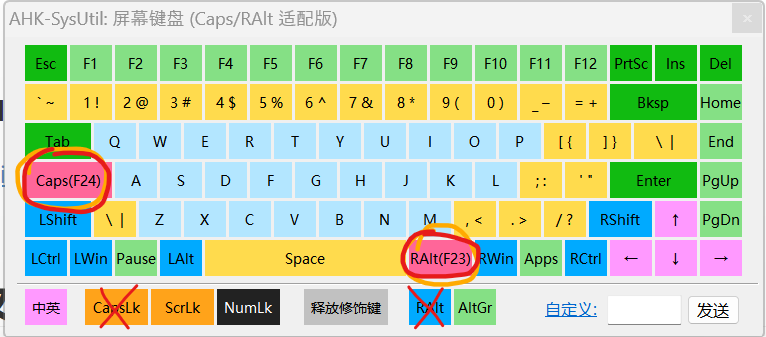 AHK-SysUtil: 屏幕键盘 (Caps/RAlt 适配版) ×
Esc F1 F2 F3 F4 F5 F6 F7 F8 F9 F10 F11 F12 PrtSc Ins Del
` ~ 1 ! 2 @ 3 # 4 $ 5 % 6 ^ 7 & 8 * 9 ( 0 ) _ – = + Bksp Home
Tab Q W E R T Y U I O P [ { ] } \ | End
Caps(F24) A S D F G H J K L ; : ' " Enter PgUp
LShift \ | Z X C V B N M , < . > / ? RShift ↑ PgDn
LCtrl LWin Pause LAlt Space RAlt(F23) RWin Apps RCtrl ← ↓ →
中英 CapsLk ScrLk NumLk 释放修饰键 RAlt AltGr 自定义: 发送